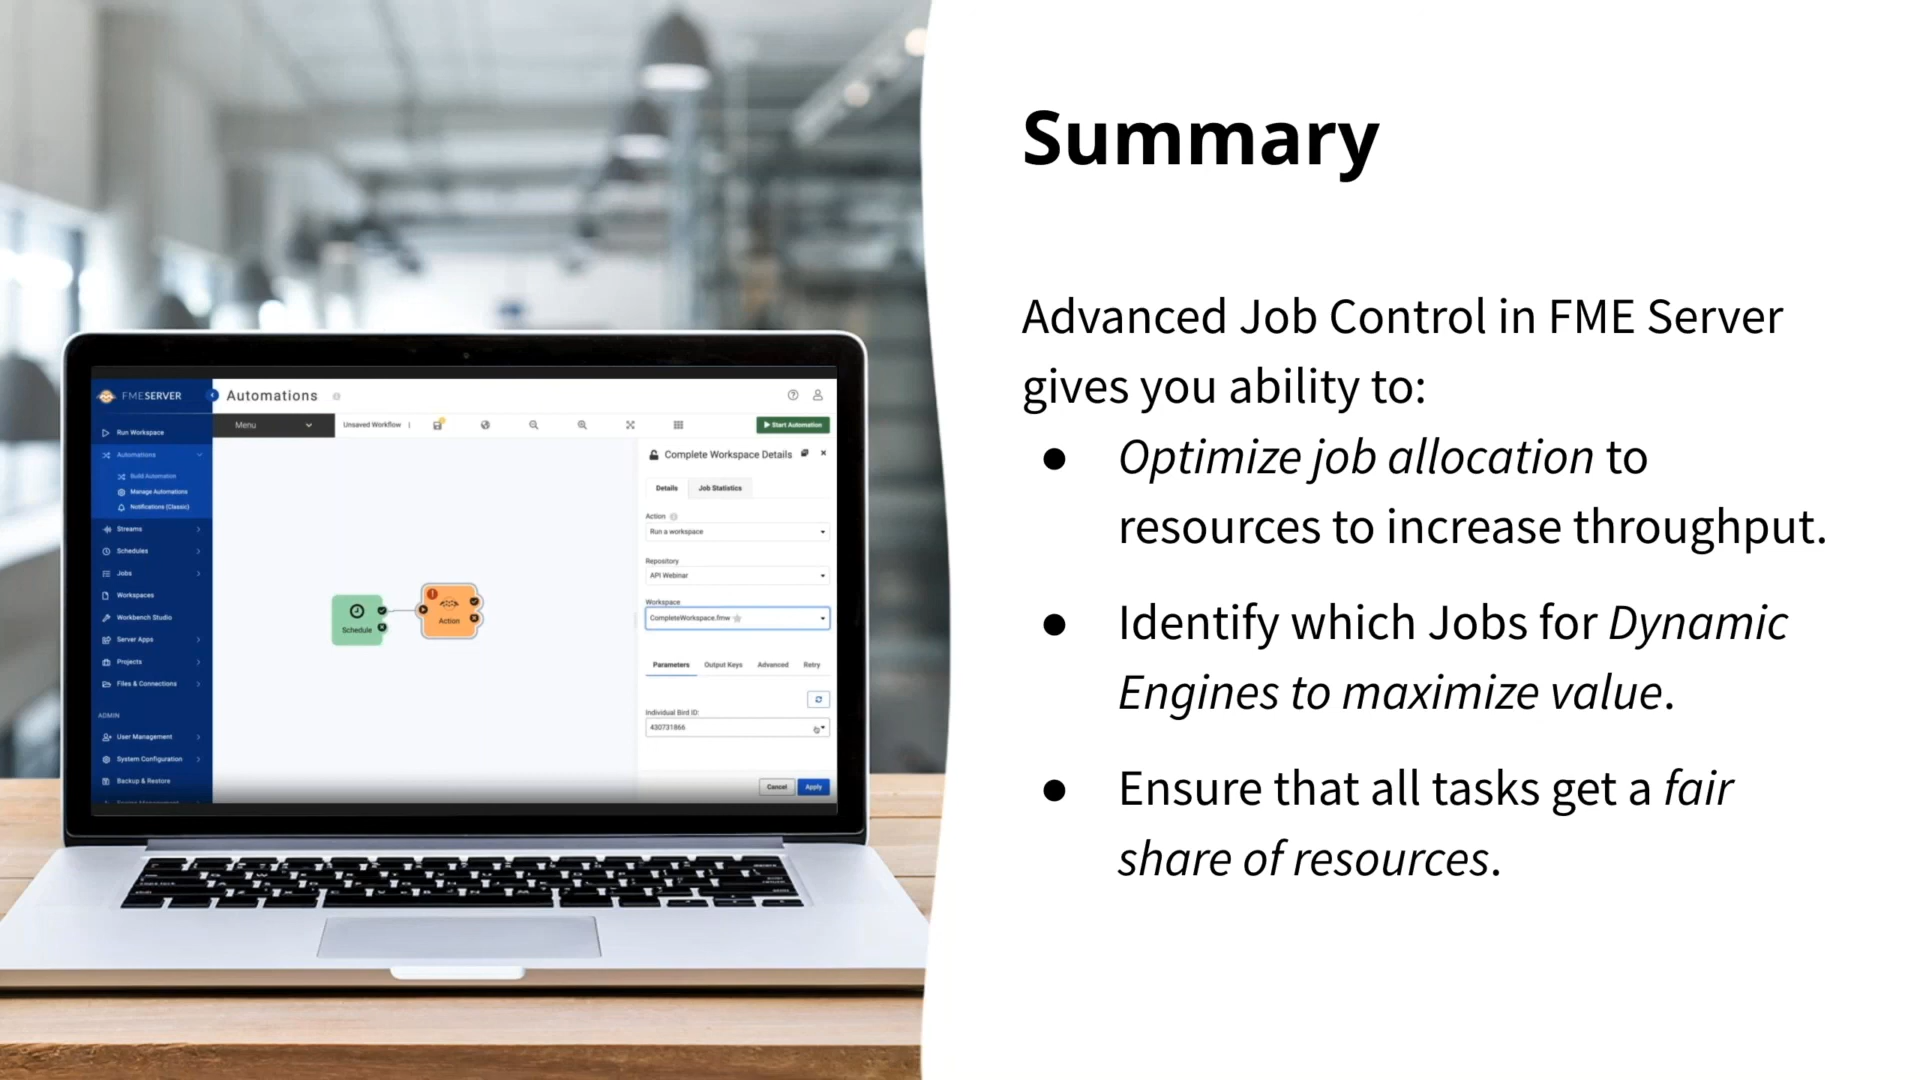 FMESERVER
Automations
Menu
Unsaved Workflow
Start Automation
Run Workspace
Automations
Build Automation
Manage Automations
Notifications (Classic)
Streams
Schedules
Jobs
Workspaces
Workbench Studio
Server Apps
Projects
Files & Connections
ADMIN
User Management
System Configuration
Backup & Restore
Schedule
Action
Complete Workspace Details
Details Job Statistics
Action
Run a workspace
Repository
API Webinar
Workspace
CompleteWorkspace.fmw
Parameters Output Keys Advanced Retry
Individual Bird ID:
430731866
Cancel Apply
Summary
Advanced Job Control in FME Server
gives you ability to:
● Optimize job allocation to
resources to increase throughput.
● Identify which Jobs for Dynamic
Engines to maximize value.
● Ensure that all tasks get a fair
share of resources.